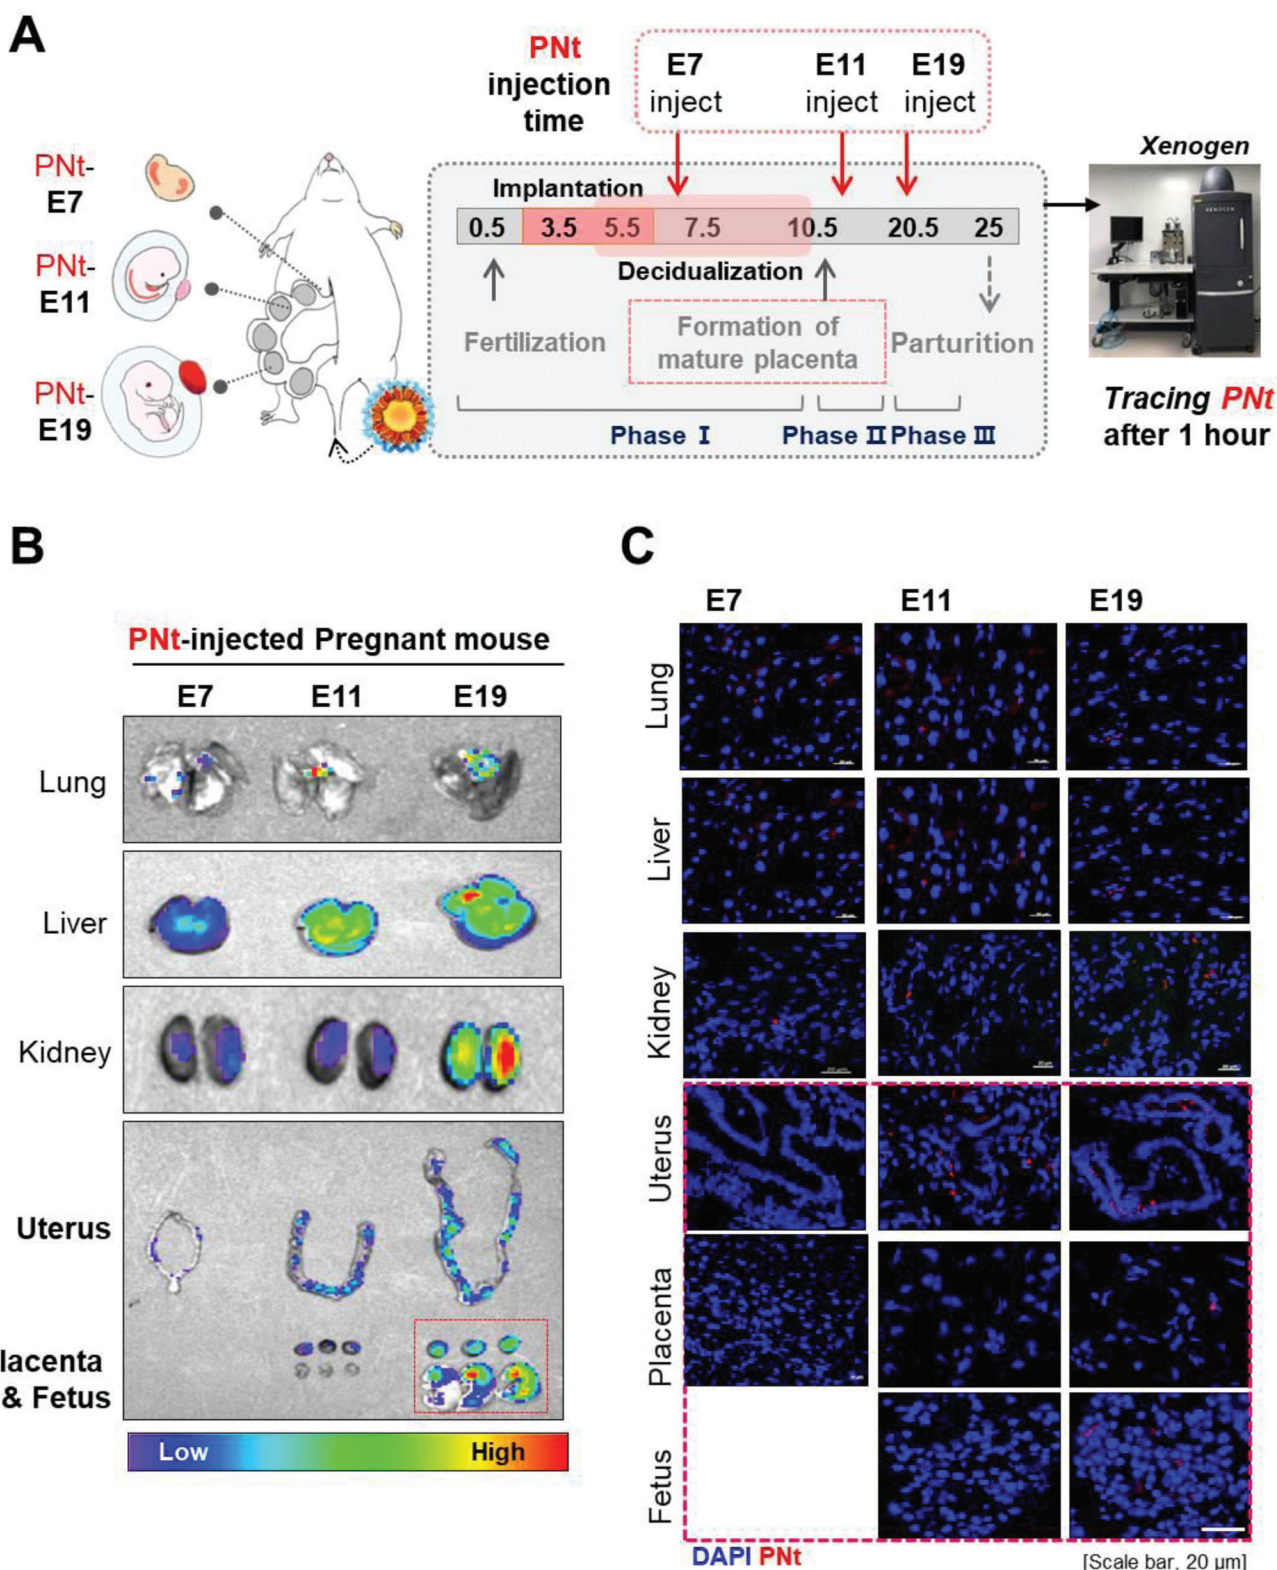 A
PNt
injection
time
E7
inject
E11
inject
E19
inject
PNt-
E7
PNt-
E11
PNt-
E19
Implantation
0.5 3.5 5.5 7.5 10.5 20.5 25
Decidualization
Fertilization
Formation of
mature placenta
Parturition
Phase I
Phase II
Phase III
Xenogen
XENOGEN
Tracing PNt
after 1 hour
B
PNt-injected Pregnant mouse
E7 E11 E19
Lung
Liver
Kidney
Uterus
lacenta
& Fetus
Low High
C
E7 E11 E19
Lung
Liver
Kidney
20 µm
Uterus
Placenta
Fetus
DAPI PNt
[Scale bar, 20 µm]